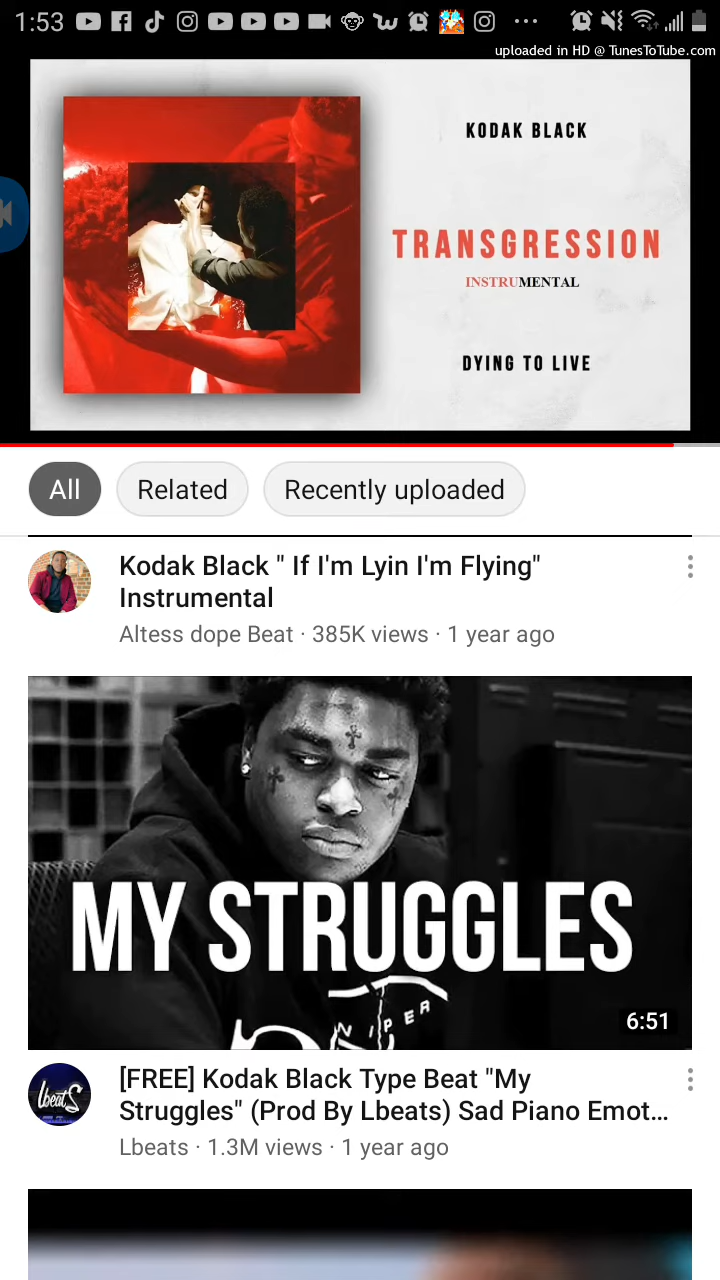 1:53
uploaded in HD @ TunesToTube.com
KODAK BLACK
TRANSGRESSION
INSTRUMENTAL
DYING TO LIVE
All
Related
Recently uploaded
Kodak Black " If I'm Lyin I'm Flying"
Instrumental
Altess dope Beat · 385K views · 1 year ago
MY STRUGGLES
NIPER
6:51
lbeatS
[FREE] Kodak Black Type Beat "My
Struggles" (Prod By Lbeats) Sad Piano Emot...
Lbeats · 1.3M views · 1 year ago